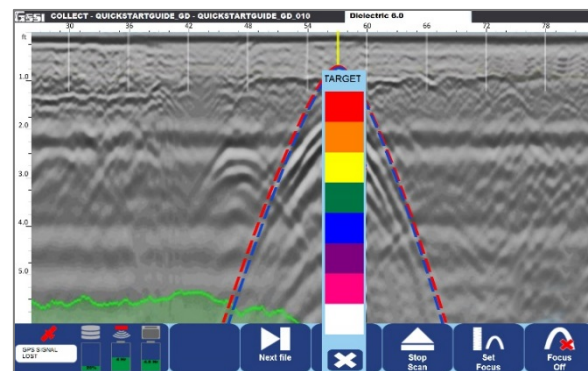 GSSI COLLECT - QUICKSTARTGUIDE_GD - QUICKSTARTGUIDE_GD_010 Dielectric 6.0
ft 30 36 42 48 54 60 66 72 78
TARGET
1.0
2.0
3.0
4.0
5.0
GPS SIGNAL
LOST
Next file
Stop
Scan
Set
Focus
Focus
Off